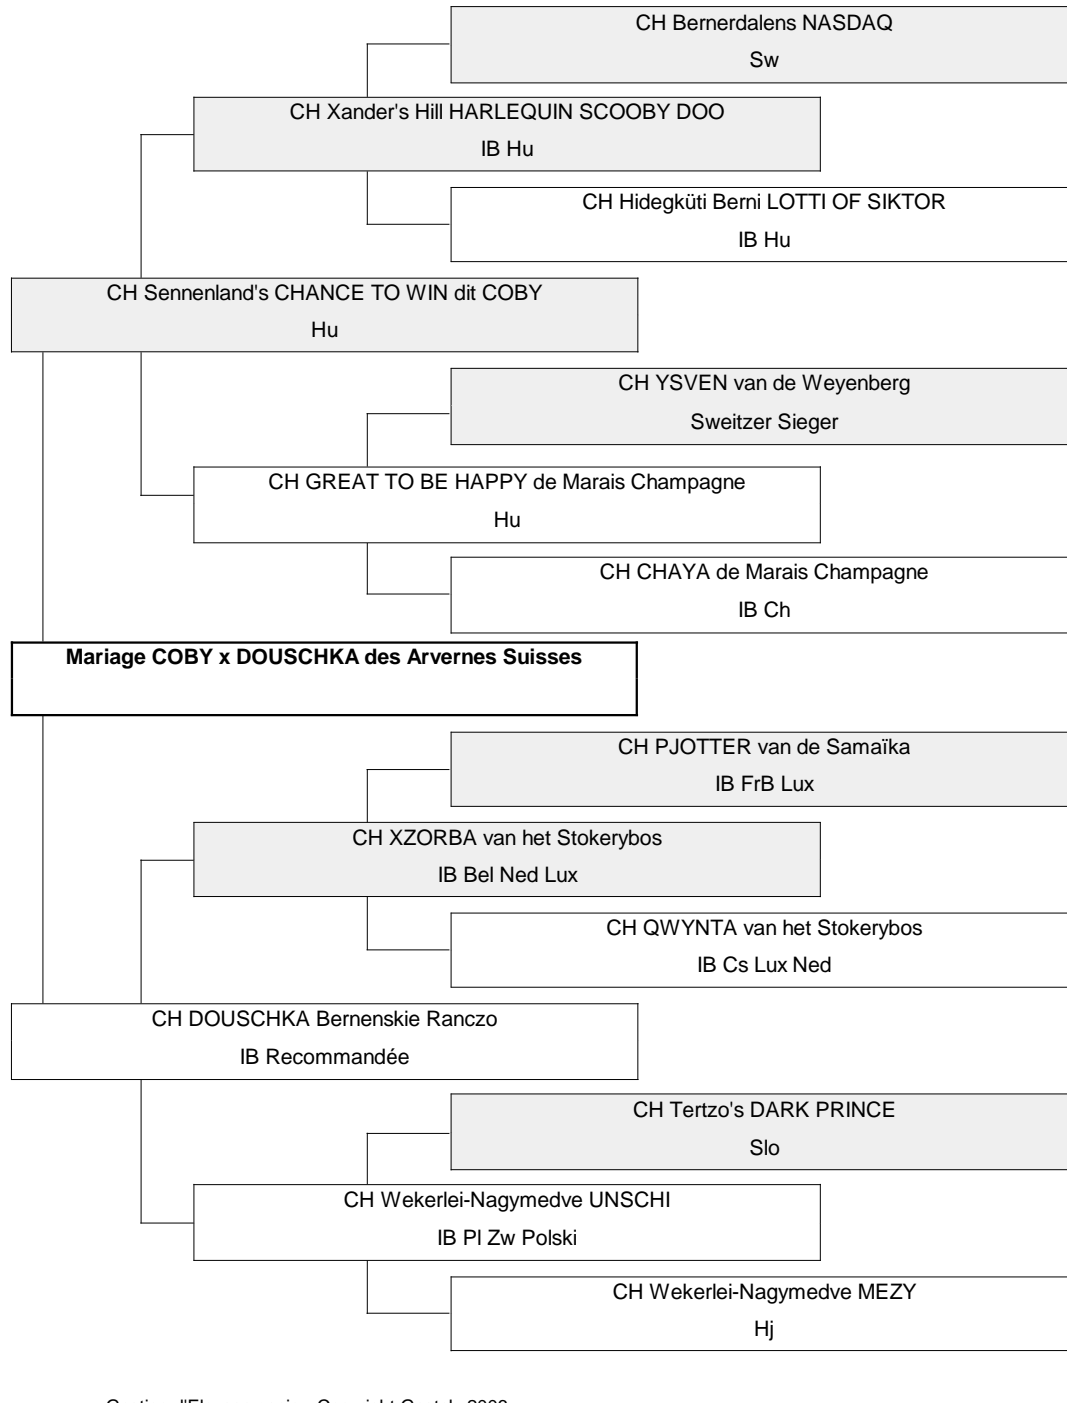 CH Bernerdalens NASDAQ
Sw
CH Xander's Hill HARLEQUIN SCOOBY DOO
IB Hu
CH Hidegküti Berni LOTTI OF SIKTOR
IB Hu
CH Sennenland's CHANCE TO WIN dit COBY
Hu
CH YSVEN van de Weyenberg
Sweitzer Sieger
CH GREAT TO BE HAPPY de Marais Champagne
Hu
CH CHAYA de Marais Champagne
IB Ch
Mariage COBY x DOUSCHKA des Arvernes Suisses
CH PJOTTER van de Samaïka
IB FrB Lux
CH XZORBA van het Stokerybos
IB Bel Ned Lux
CH QWYNTA van het Stokerybos
IB Cs Lux Ned
CH DOUSCHKA Bernenskie Ranczo
IB Recommandée
CH Tertzo's DARK PRINCE
Slo
CH Wekerlei-Nagymedve UNSCHI
IB Pl Zw Polski
CH Wekerlei-Nagymedve MEZY
Hj